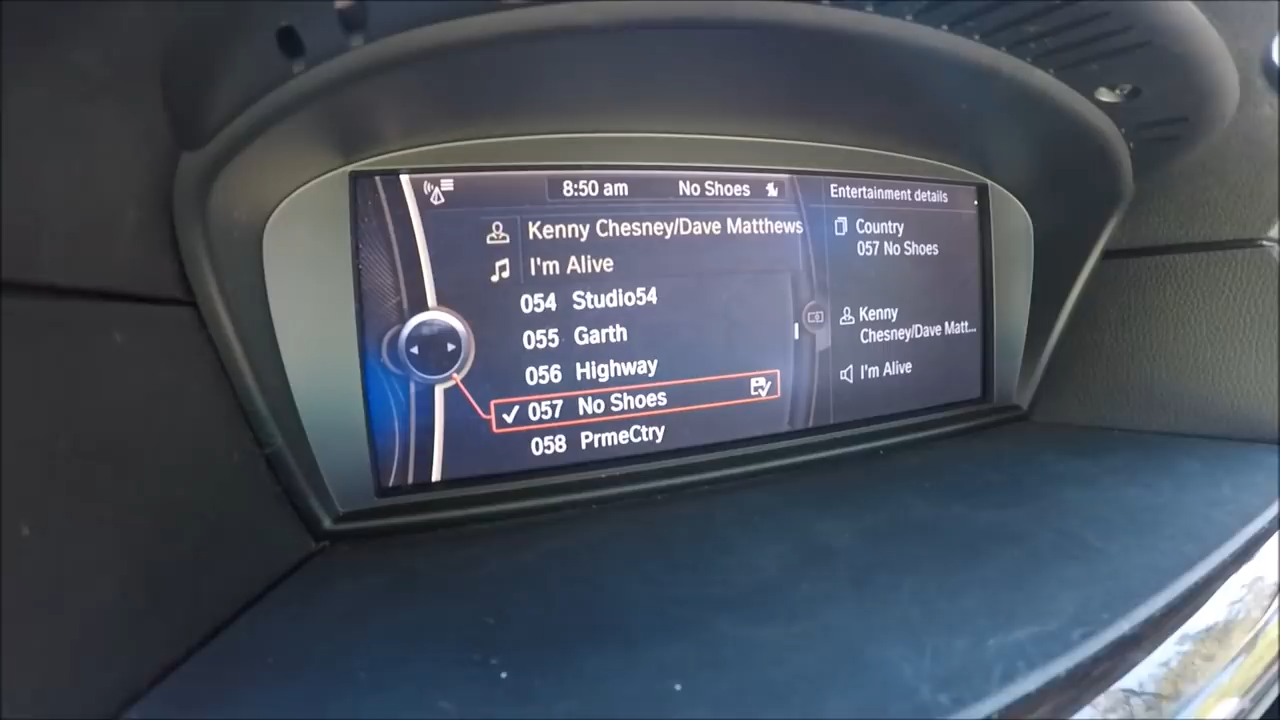 8:50 am
No Shoes
Kenny Chesney/Dave Matthews
I'm Alive
054 Studio54
055 Garth
056 Highway
057 No Shoes
058 PrmeCtry
Entertainment details
Country
057 No Shoes
Kenny
Chesney/Dave Matt...
I'm Alive